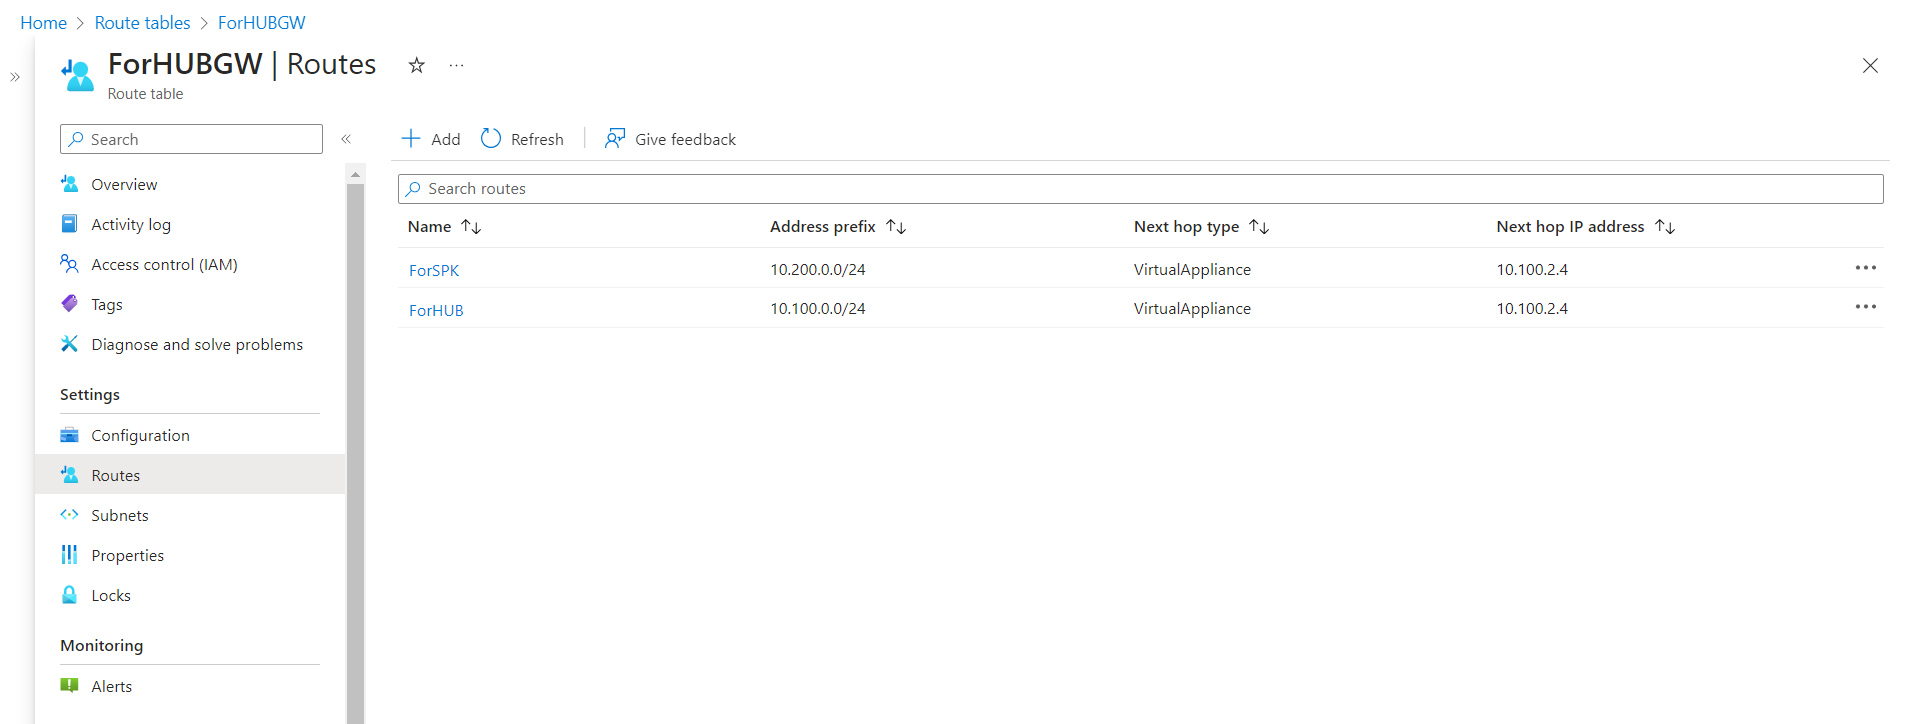 Home > Route tables > ForHUBGW
ForHUBGW | Routes
Route table
Search
Overview
Activity log
Access control (IAM)
Tags
Diagnose and solve problems
Settings
Configuration
Routes
Subnets
Properties
Locks
Monitoring
Alerts
Add Refresh Give feedback
Search routes
Name Address prefix Next hop type Next hop IP address
ForSPK 10.200.0.0/24 VirtualAppliance 10.100.2.4
ForHUB 10.100.0.0/24 VirtualAppliance 10.100.2.4